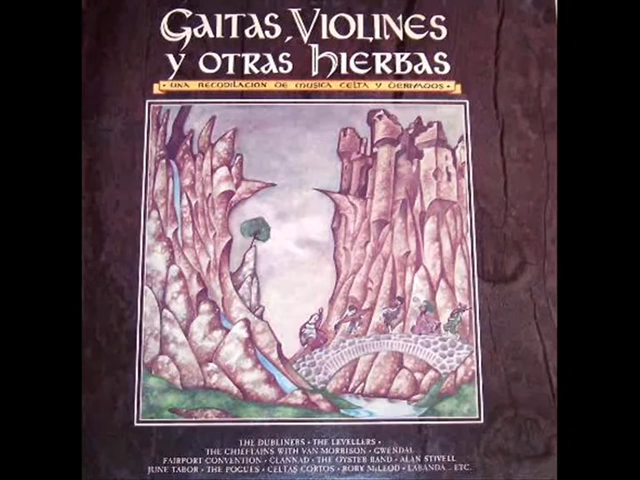 GAITAS, VIOLINES
Y OTRAS HIERBAS
• UNA RECOPILACION DE MUSICA CELTA Y DERIVADOS •
THE DUBLINERS • THE LEVELLERS •
THE CHIEFTAINS WITH VAN MORRISON • GWENDAL
FAIRPORT CONVENTION • CLANNAD • THE OYSTER BAND • ALAN STIVELL
JUNE TABOR • THE POGUES • CELTAS CORTOS • RORY McLEOD • LABANDA... ETC.